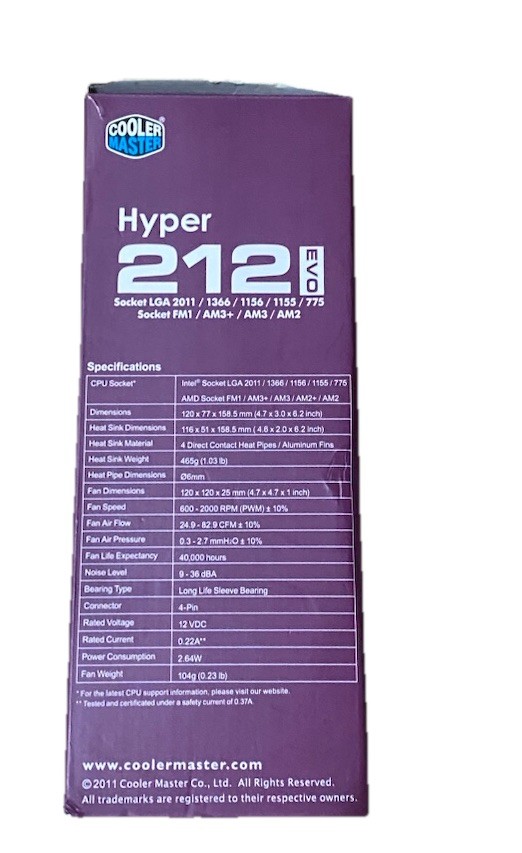 COOLER
MASTER
Hyper
212 EVO
Socket LGA 2011 / 1366 / 1156 / 1155 / 775
Socket FM1 / AM3+ / AM3 / AM2
Specifications
CPU Socket* Intel® Socket LGA 2011 / 1366 / 1156 / 1155 / 775
AMD Socket FM1 / AM3+ / AM3 / AM2+ / AM2
Dimensions 120 x 77 x 158.5 mm (4.7 x 3.0 x 6.2 inch)
Heat Sink Dimensions 116 x 51 x 158.5 mm ( 4.6 x 2.0 x 6.2 inch)
Heat Sink Material 4 Direct Contact Heat Pipes / Aluminum Fins
Heat Sink Weight 465g (1.03 lb)
Heat Pipe Dimensions Ø6mm
Fan Dimensions 120 x 120 x 25 mm (4.7 x 4.7 x 1 inch)
Fan Speed 600 - 2000 RPM (PWM) ± 10%
Fan Air Flow 24.9 - 82.9 CFM ± 10%
Fan Air Pressure 0.3 - 2.7 mmH₂O ± 10%
Fan Life Expectancy 40,000 hours
Noise Level 9 - 36 dBA
Bearing Type Long Life Sleeve Bearing
Connector 4-Pin
Rated Voltage 12 VDC
Rated Current 0.22A**
Power Consumption 2.64W
Fan Weight 104g (0.23 lb)
* For the latest CPU support information, please visit our website.
** Tested and certificated under a safety current of 0.37A.
www.coolermaster.com
©2011 Cooler Master Co., Ltd. All Rights Reserved.
All trademarks are registered to their respective owners.